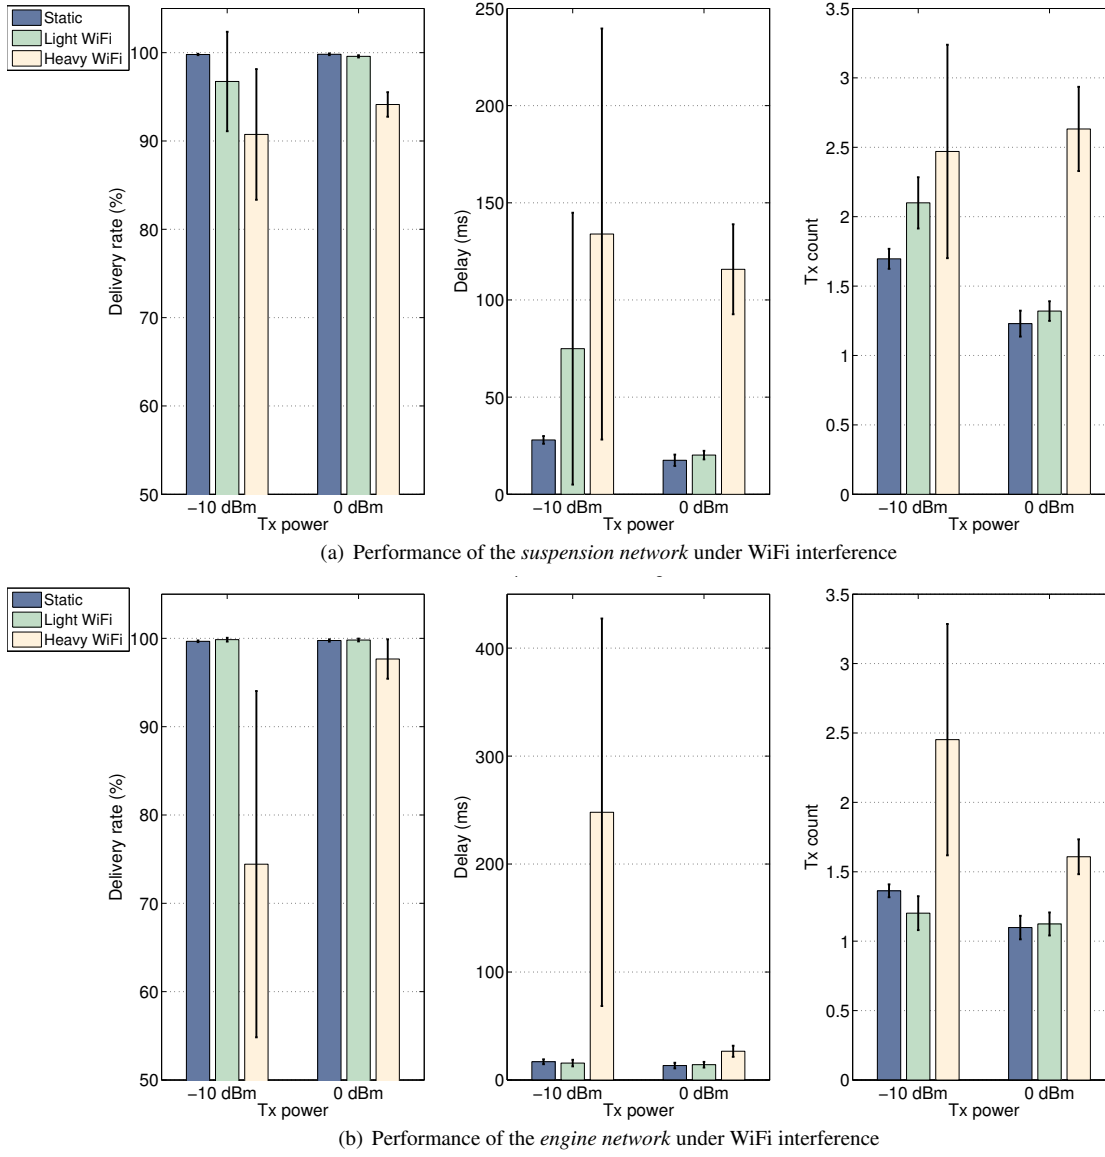 Static
Light WiFi
Heavy WiFi
100
90
80
70
60
50
Delivery rate (%)
−10 dBm
0 dBm
Tx power
250
200
150
100
50
0
Delay (ms)
−10 dBm
0 dBm
Tx power
3.5
3
2.5
2
1.5
1
0.5
0
Tx count
−10 dBm
0 dBm
Tx power
(a) Performance of the suspension network under WiFi interference
Static
Light WiFi
Heavy WiFi
100
90
80
70
60
50
Delivery rate (%)
−10 dBm
0 dBm
Tx power
400
300
200
100
0
Delay (ms)
−10 dBm
0 dBm
Tx power
3.5
3
2.5
2
1.5
1
0.5
0
Tx count
−10 dBm
0 dBm
Tx power
(b) Performance of the engine network under WiFi interference